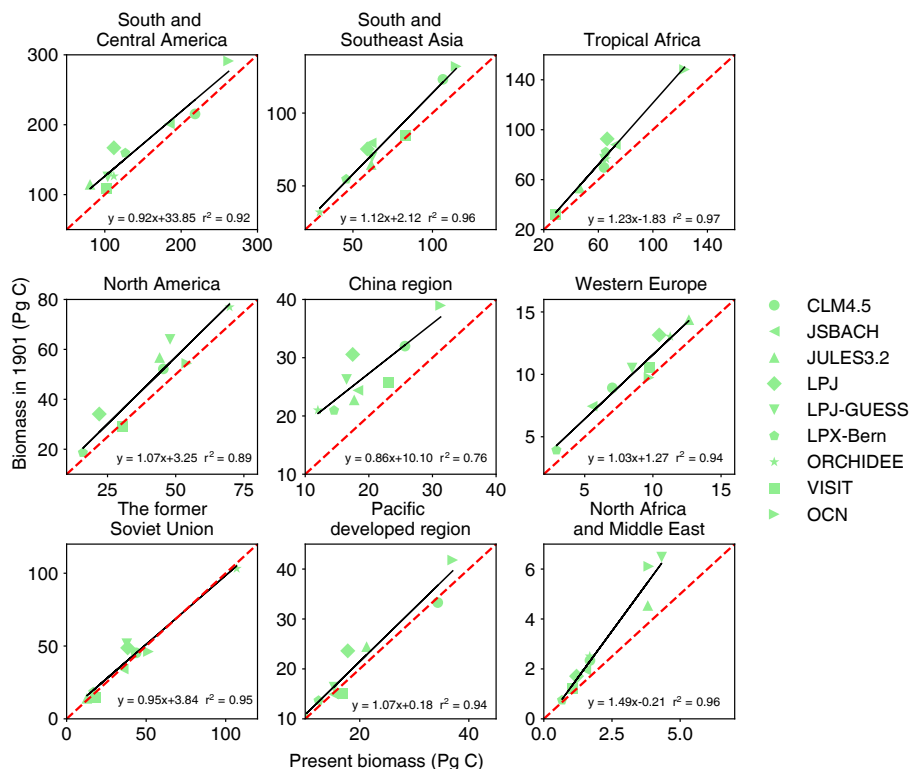 South and
Central America
South and
Southeast Asia
Tropical Africa
300
200
100
100
200
300
y = 0.92x+33.85 r² = 0.92
100
50
50
100
y = 1.12x+2.12 r² = 0.96
160
120
80
40
20
60
100
140
y = 1.23x-1.83 r² = 0.97
Biomass in 1901 (Pg C)
North America
China region
Western Europe
80
60
40
20
25
50
75
y = 1.07x+3.25 r² = 0.89
40
30
20
10
10
20
30
40
y = 0.86x+10.10 r² = 0.76
15
10
5
5
10
15
y = 1.03x+1.27 r² = 0.94
The former
Soviet Union
Pacific
developed region
North Africa
and Middle East
100
50
0
0
50
100
y = 0.95x+3.84 r² = 0.95
40
30
20
10
20
40
y = 1.07x+0.18 r² = 0.94
6
4
2
0
0.0
2.5
5.0
y = 1.49x-0.21 r² = 0.96
Present biomass (Pg C)
CLM4.5
JSBACH
JULES3.2
LPJ
LPJ-GUESS
LPX-Bern
ORCHIDEE
VISIT
OCN